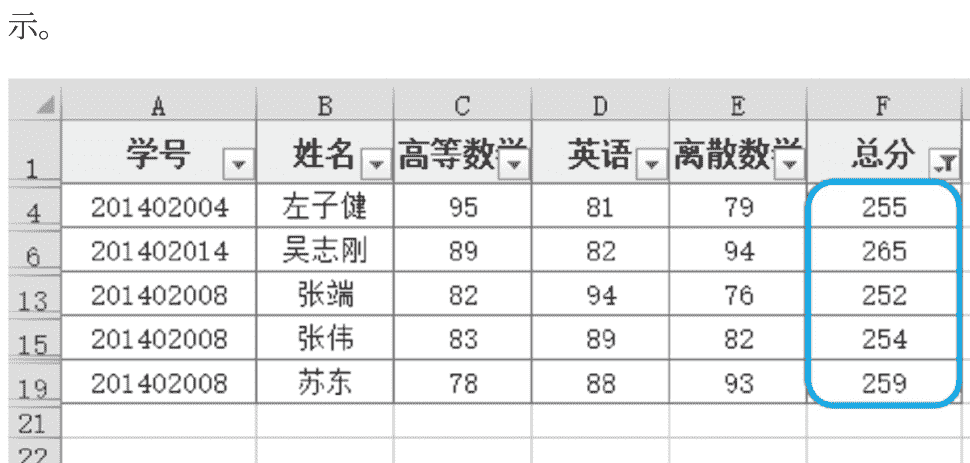 示。
A B C D E F
1 学号 姓名 高等数学 英语 离散数学 总分
4 201402004 左子健 95 81 79 255
6 201402014 吴志刚 89 82 94 265
13 201402008 张端 82 94 76 252
15 201402008 张伟 83 89 82 254
19 201402008 苏东 78 88 93 259
21
22